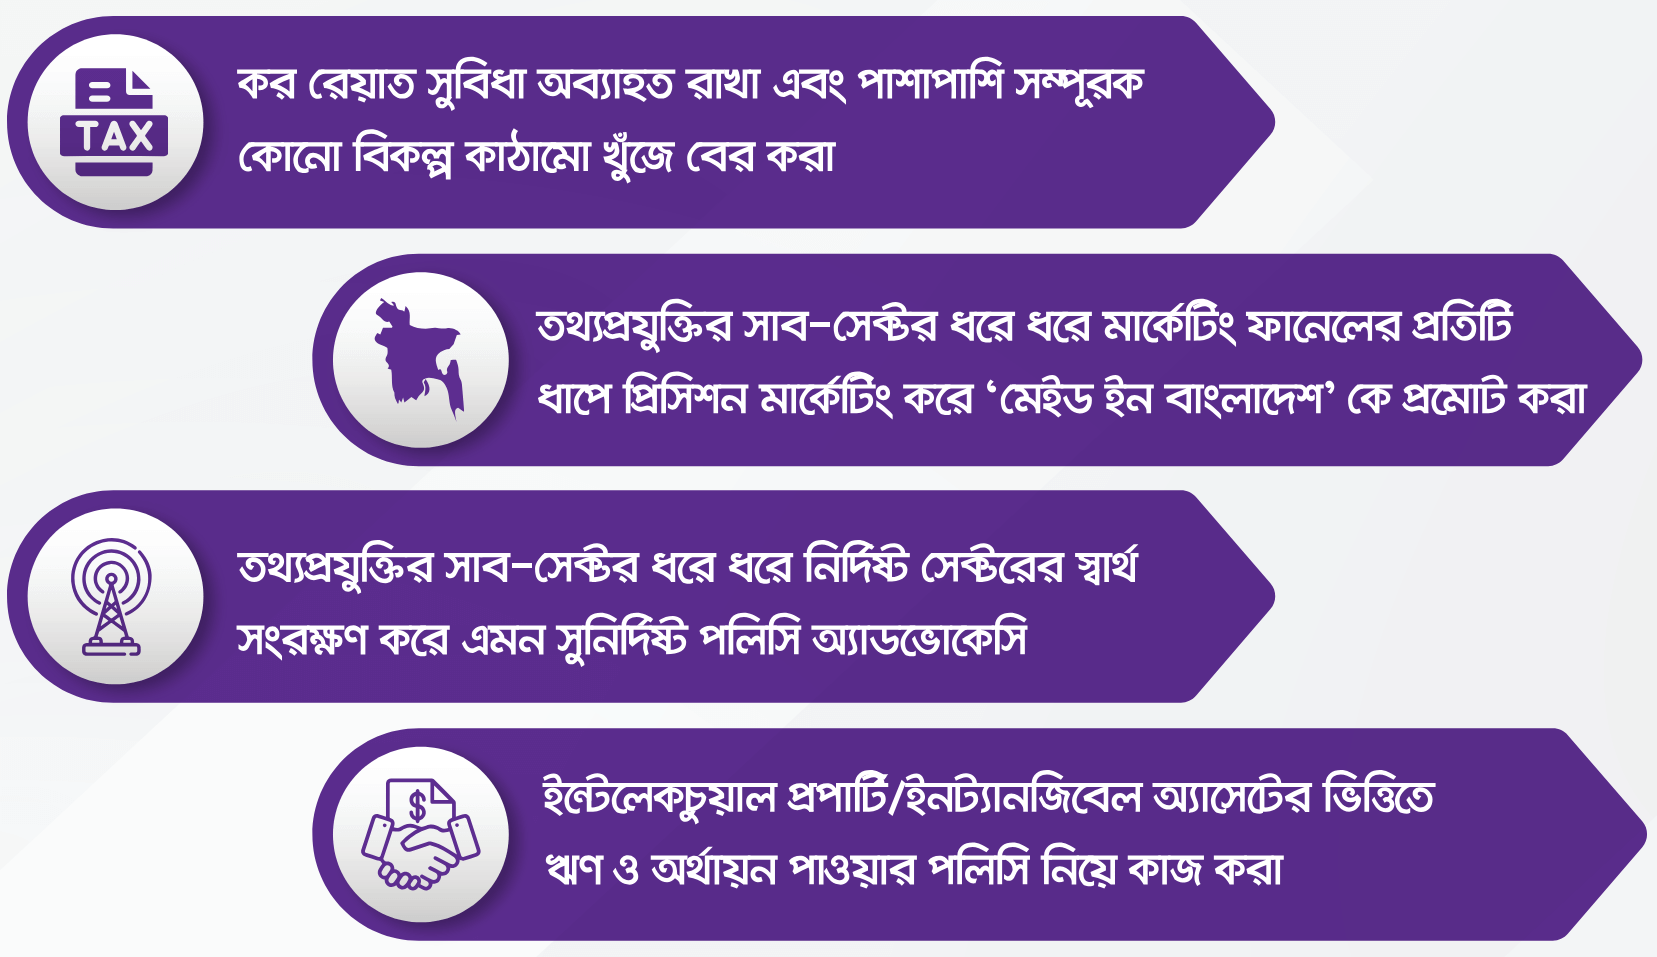 TAX
কর রেয়াত সুবিধা অব্যাহত রাখা এবং পাশাপাশি সম্পূরক
কোনো বিকল্প কাঠামো খুঁজে বের করা
তথ্যপ্রযুক্তির সাব-সেক্টর ধরে ধরে মার্কেটিং ফানেলের প্রতিটি
ধাপে প্রিসিশন মার্কেটিং করে ‘মেইড ইন বাংলাদেশ’ কে প্রমোট করা
তথ্যপ্রযুক্তির সাব-সেক্টর ধরে ধরে নির্দিষ্ট সেক্টরের স্বার্থ
সংরক্ষণ করে এমন সুনির্দিষ্ট পলিসি অ্যাডভোকেসি
$
ইন্টেলেকচুয়াল প্রপার্টি/ইনট্যানজিবেল অ্যাসেটের ভিত্তিতে
ঋণ ও অর্থায়ন পাওয়ার পলিসি নিয়ে কাজ করা